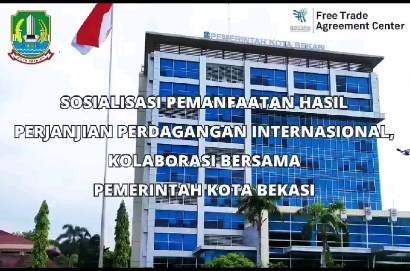 Free Trade
Agreement Center
PEMERINTAH KOTA BEKASI
SOSIALISASI PEMANFAATAN HASIL
PERJANJIAN PERDAGANGAN INTERNASIONAL,
KOLABORASI BERSAMA
PEMERINTAH KOTA BEKASI